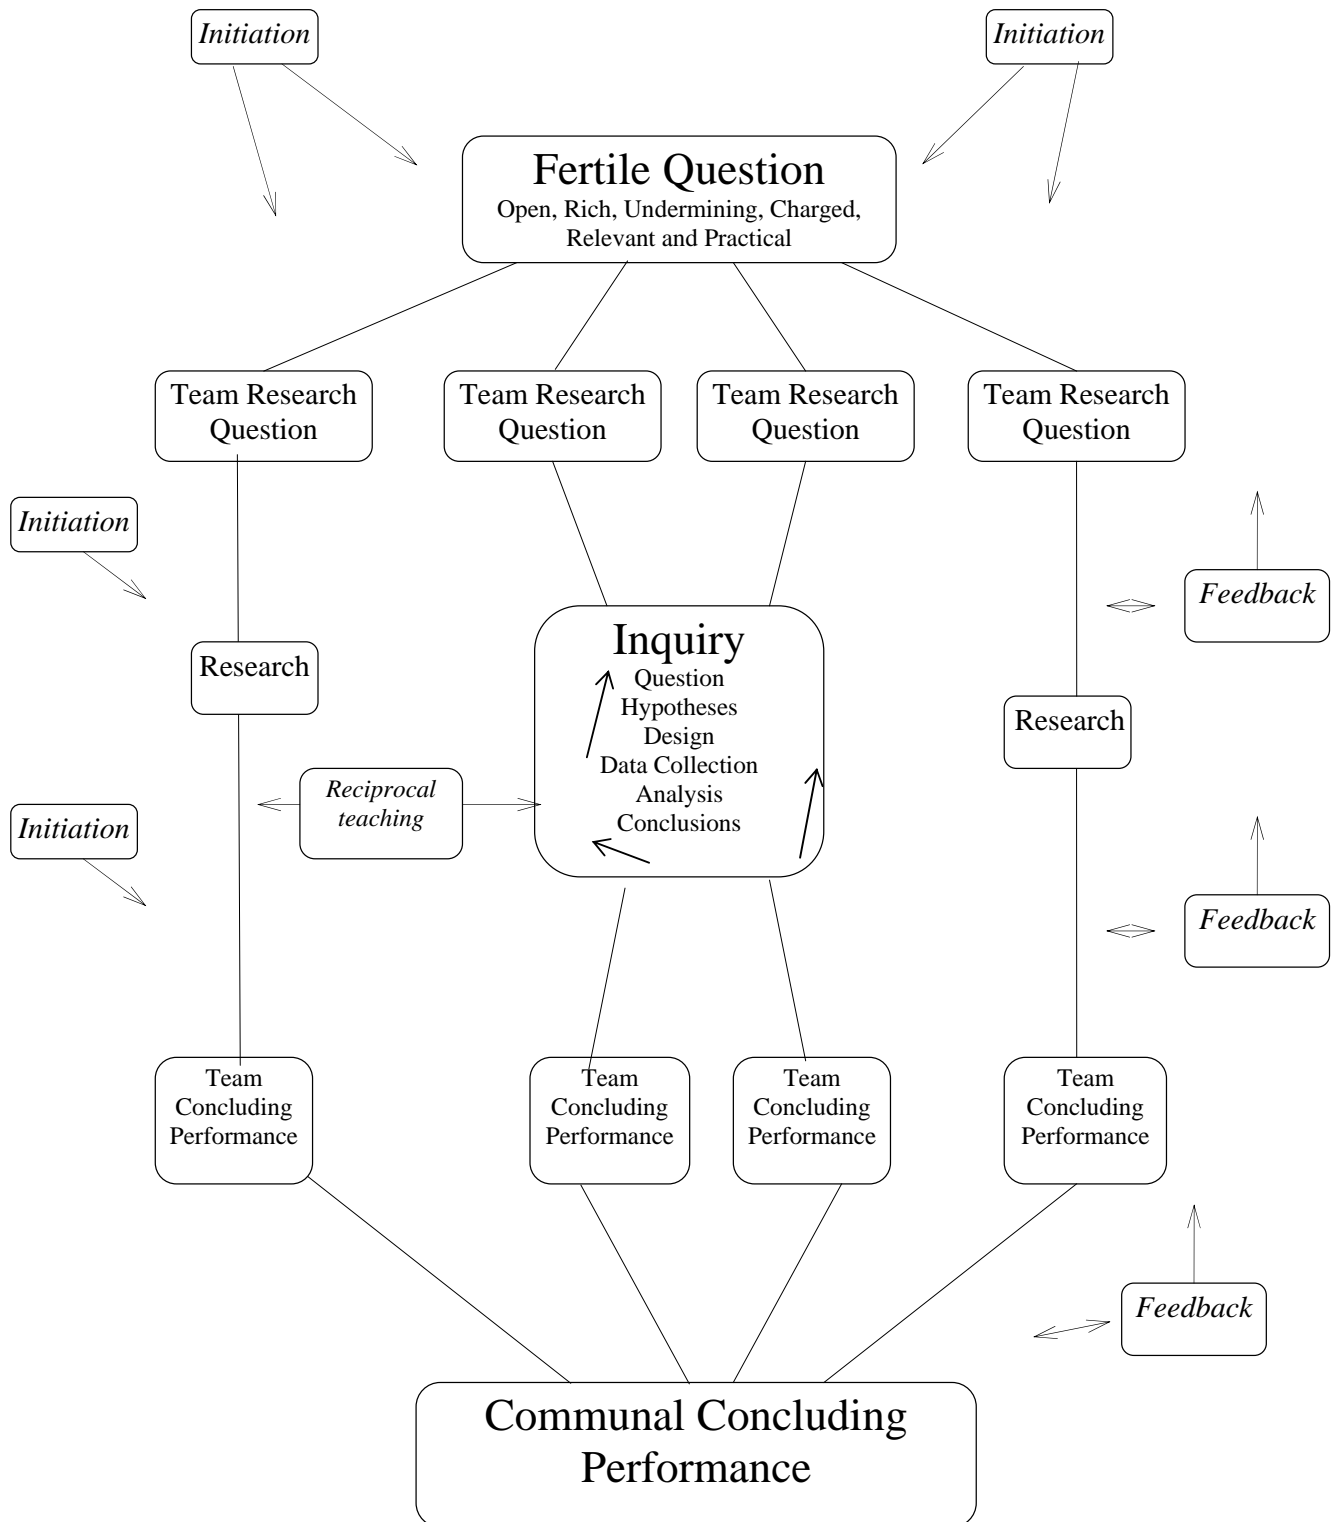 Initiation
Initiation
Fertile Question
Open, Rich, Undermining, Charged,
Relevant and Practical
Team Research
Question
Team Research
Question
Team Research
Question
Team Research
Question
Initiation
Feedback
Inquiry
Question
Hypotheses
Design
Data Collection
Analysis
Conclusions
Research
Research
Reciprocal
teaching
Initiation
Feedback
Team
Concluding
Performance
Team
Concluding
Performance
Team
Concluding
Performance
Team
Concluding
Performance
Feedback
Communal Concluding
Performance